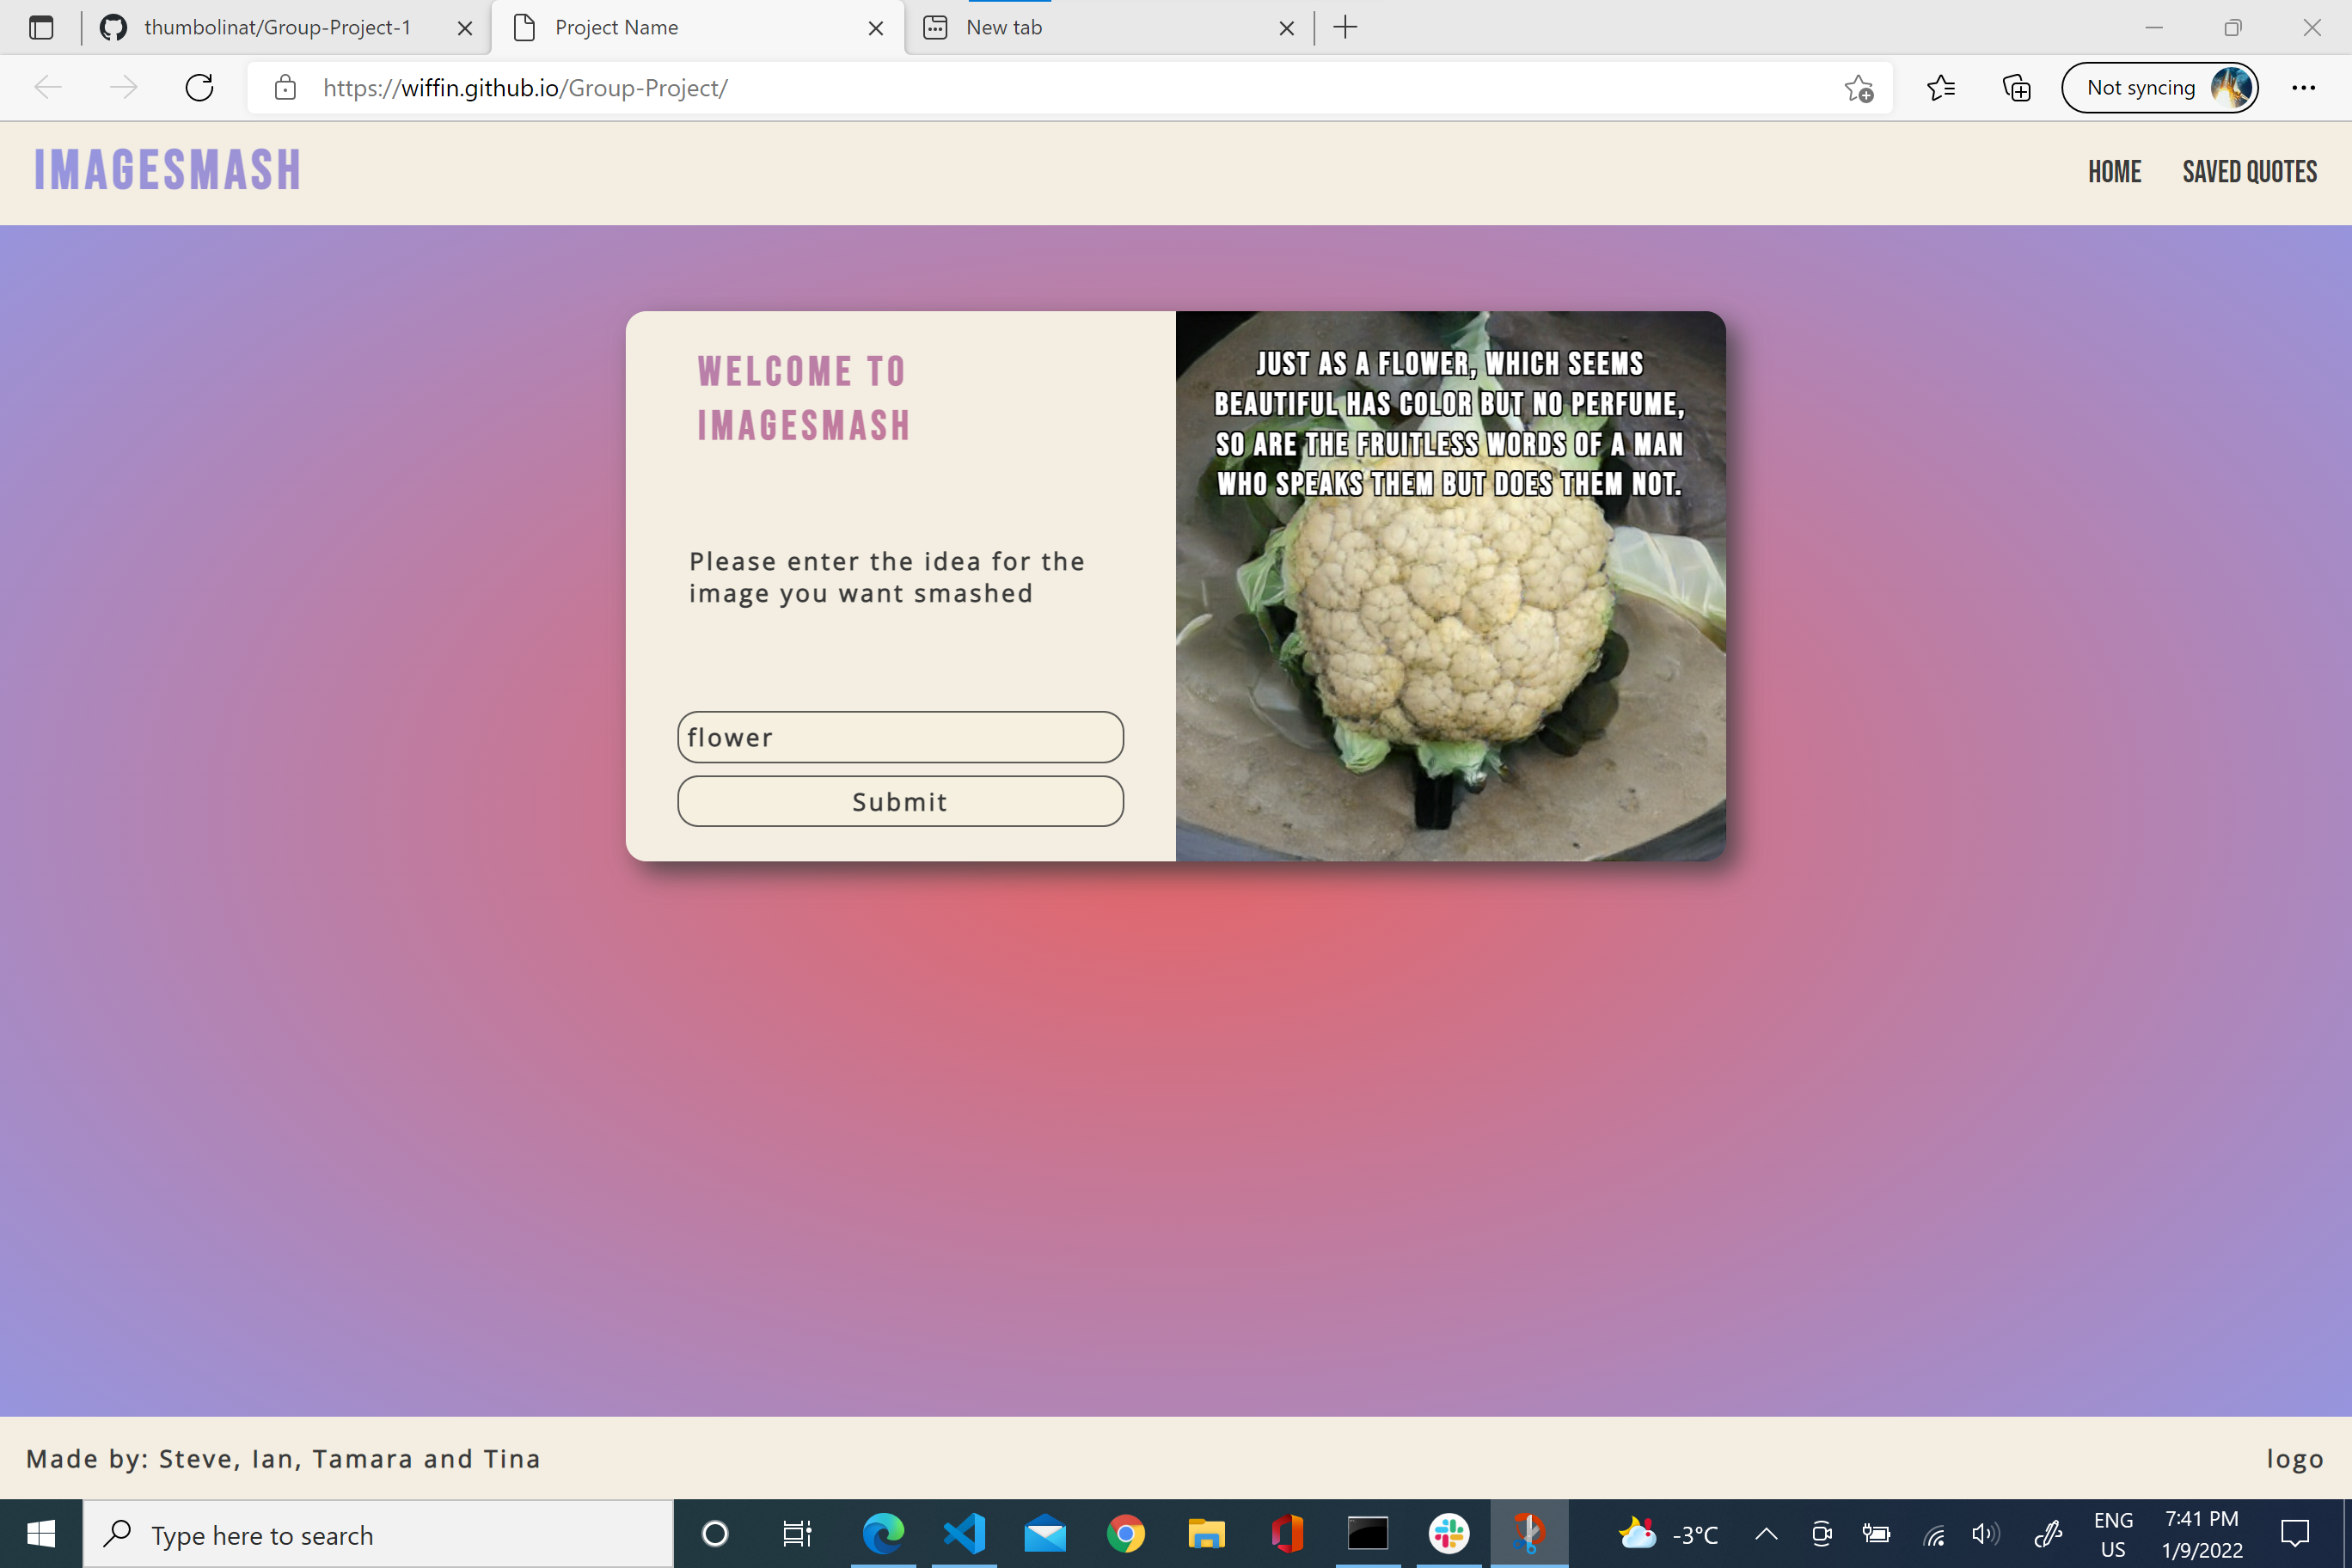 thumbolinat/Group-Project-1
Project Name
New tab
https://wiffin.github.io/Group-Project/
Not syncing
IMAGESMASH
HOME
SAVED QUOTES
WELCOME TO
IMAGESMASH
Please enter the idea for the
image you want smashed
flower
Submit
JUST AS A FLOWER, WHICH SEEMS
BEAUTIFUL HAS COLOR BUT NO PERFUME,
SO ARE THE FRUITLESS WORDS OF A MAN
WHO SPEAKS THEM BUT DOES THEM NOT.
Made by: Steve, Ian, Tamara and Tina
logo
Type here to search
-3°C
ENG
US
7:41 PM
1/9/2022